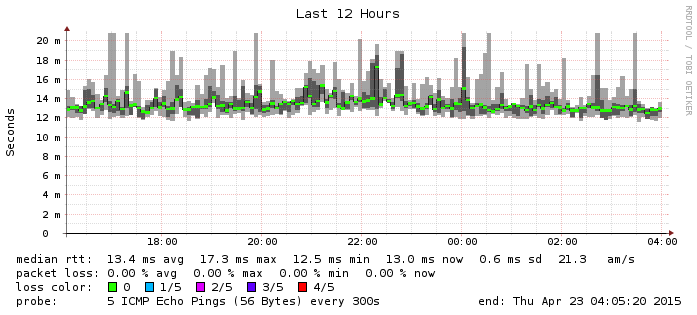 Last 12 Hours
RRDTOOL / TOBI OETIKER
Seconds
20 m
18 m
16 m
14 m
12 m
10 m
8 m
6 m
4 m
2 m
0
18:00 20:00 22:00 00:00 02:00 04:00
median rtt: 13.4 ms avg 17.3 ms max 12.5 ms min 13.0 ms now 0.6 ms sd 21.3 am/s
packet loss: 0.00 % avg 0.00 % max 0.00 % min 0.00 % now
loss color: 0 1/5 2/5 3/5 4/5
probe: 5 ICMP Echo Pings (56 Bytes) every 300s end: Thu Apr 23 04:05:20 2015